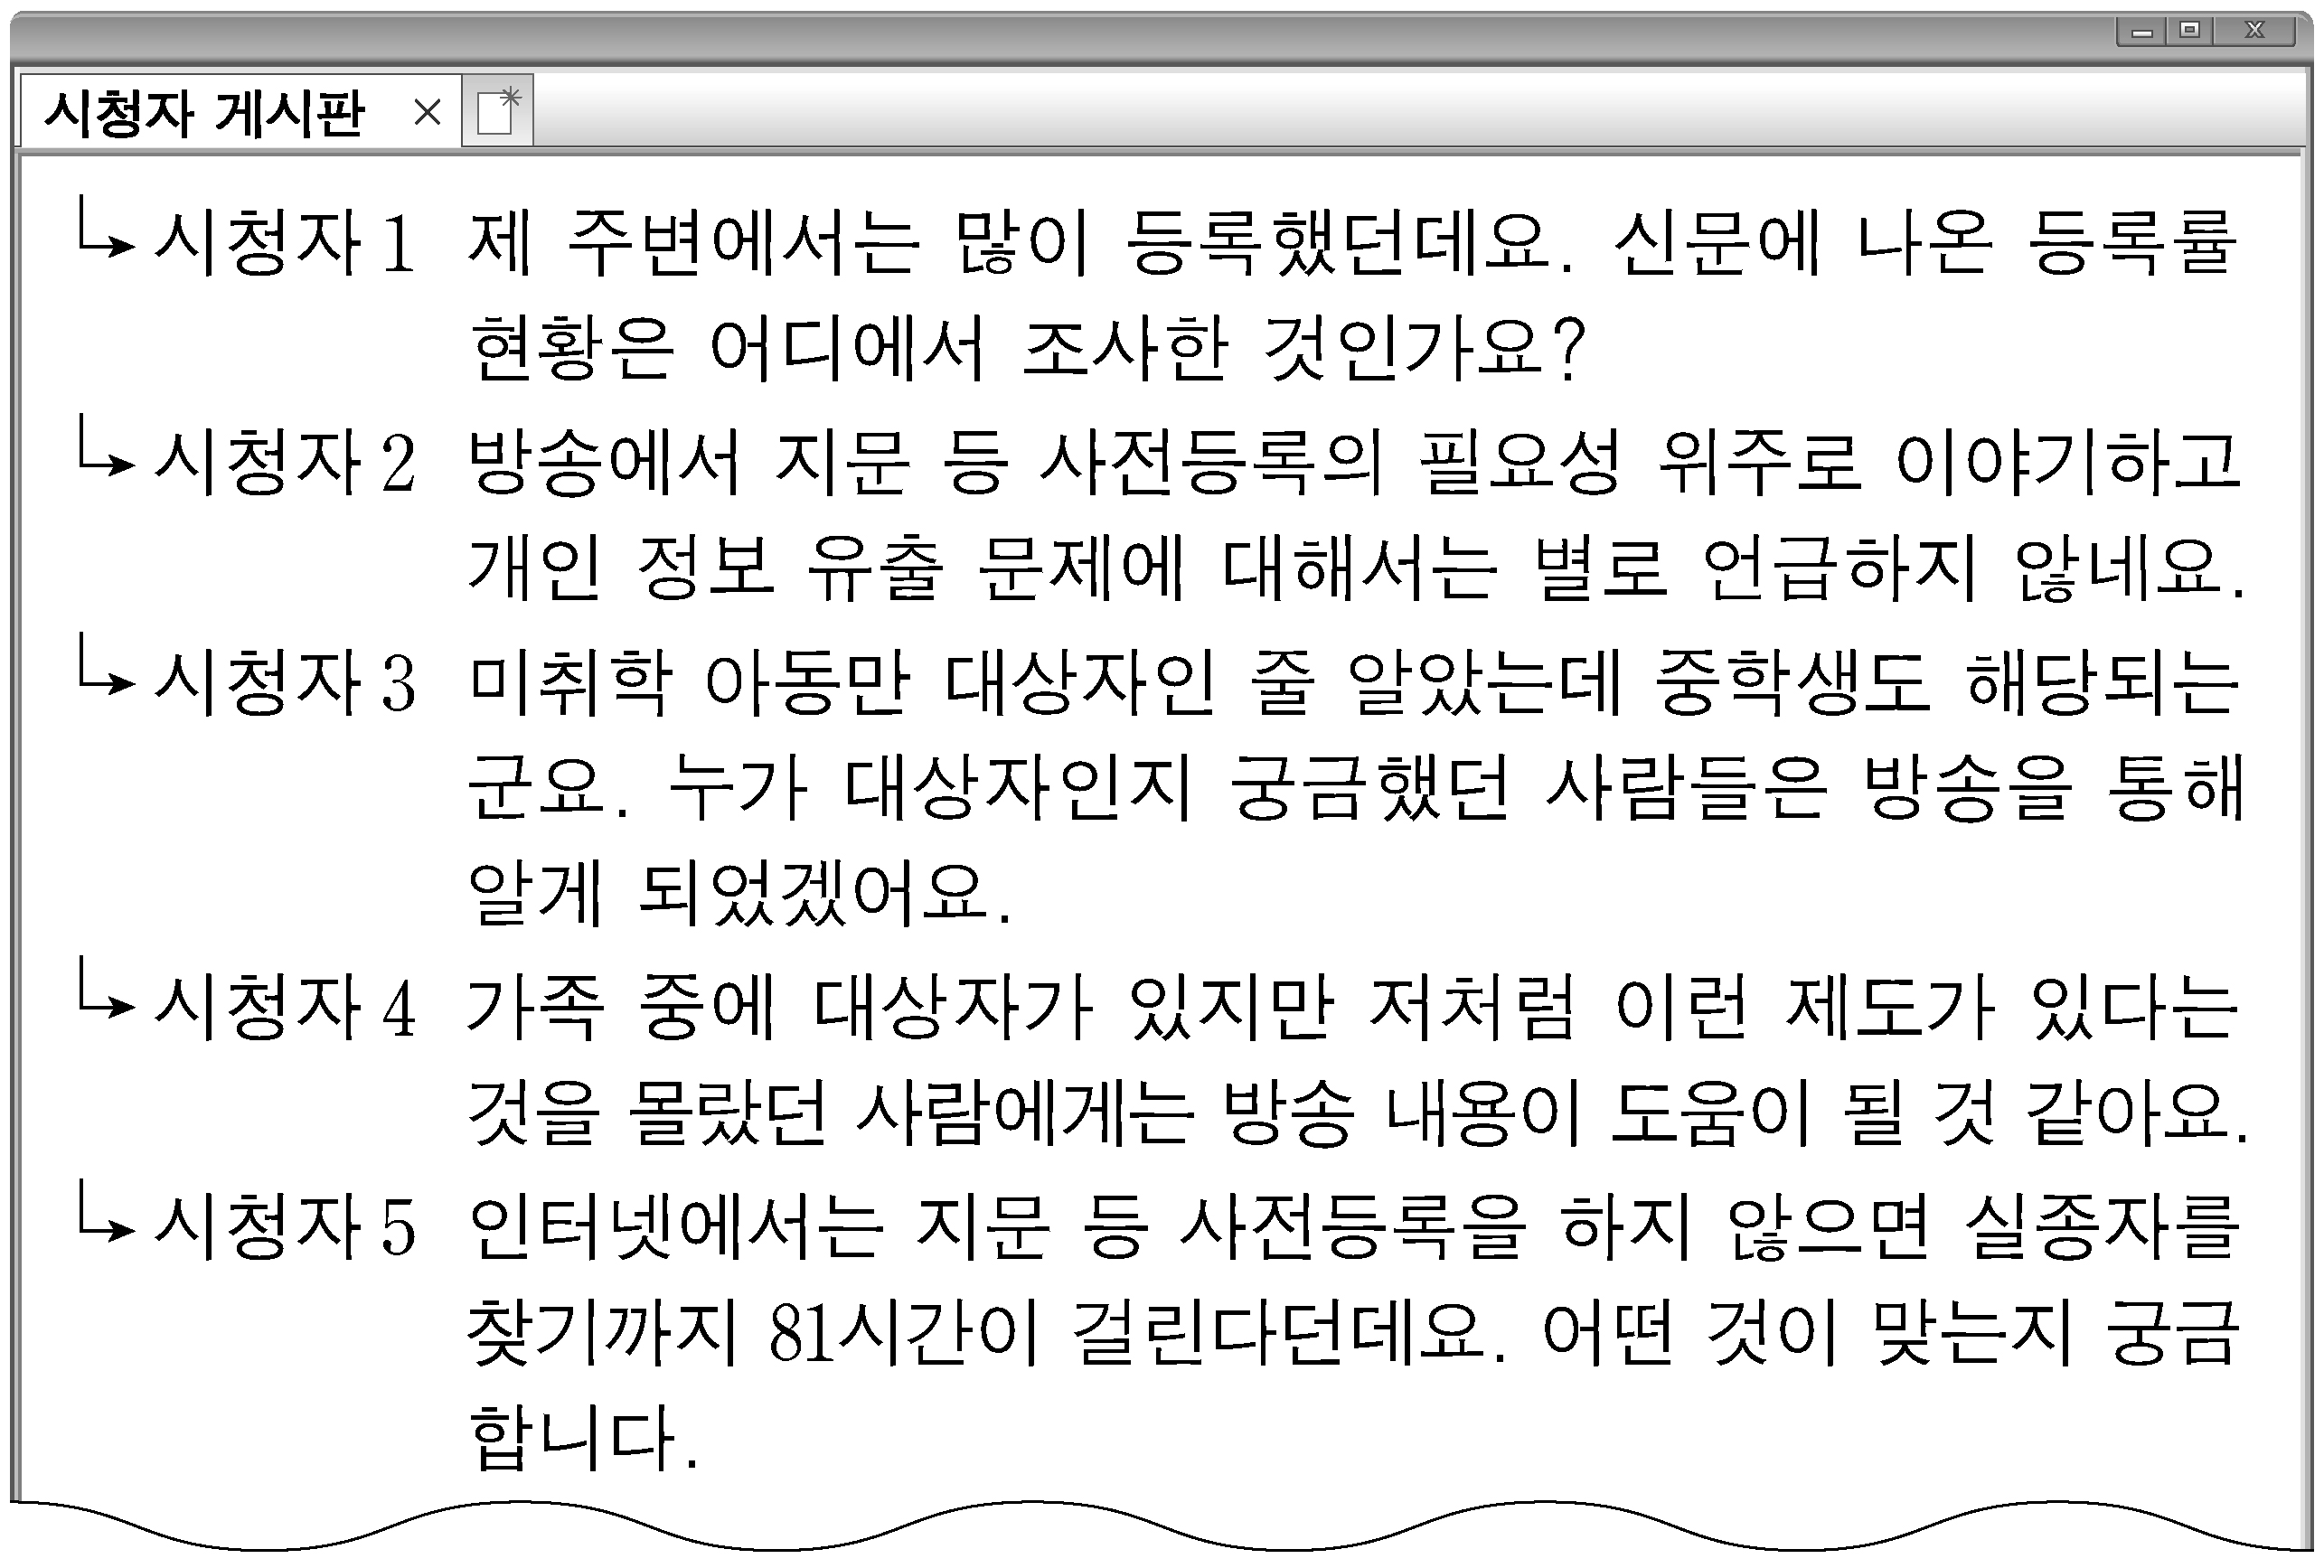 시청자 게시판
시청자 1 제 주변에서는 많이 등록했던데요. 신문에 나온 등록률
현황은 어디에서 조사한 것인가요?
시청자 2 방송에서 지문 등 사전등록의 필요성 위주로 이야기하고
개인 정보 유출 문제에 대해서는 별로 언급하지 않네요.
시청자 3 미취학 아동만 대상자인 줄 알았는데 중학생도 해당되는
군요. 누가 대상자인지 궁금했던 사람들은 방송을 통해
알게 되었겠어요.
시청자 4 가족 중에 대상자가 있지만 저처럼 이런 제도가 있다는
것을 몰랐던 사람에게는 방송 내용이 도움이 될 것 같아요.
시청자 5 인터넷에서는 지문 등 사전등록을 하지 않으면 실종자를
찾기까지 81시간이 걸린다던데요. 어떤 것이 맞는지 궁금
합니다.